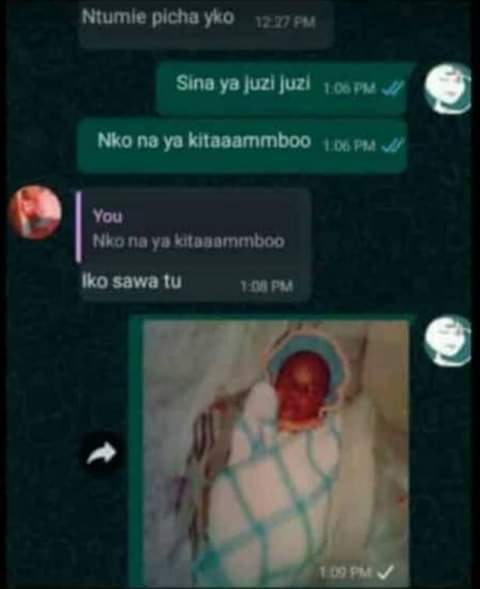 Ntumie picha yko 12:27 PM
Sina ya juzi juzi 1:06 PM
Nko na ya kitaaammboo 1:06 PM
You
Nko na ya kitaaammboo
Iko sawa tu 1:08 PM
1:09 PM